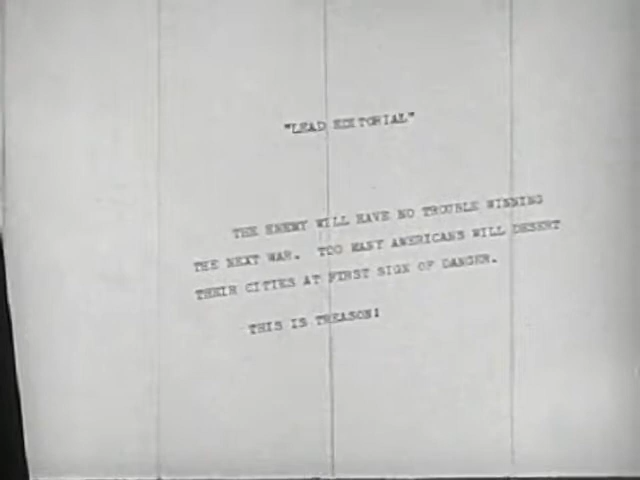 "LEAD EDITORIAL"
THE ENEMY WILL HAVE NO TROUBLE WINNING
THE NEXT WAR. TOO MANY AMERICANS WILL DESERT
THEIR CITIES AT FIRST SIGN OF DANGER.
THIS IS TREASON!